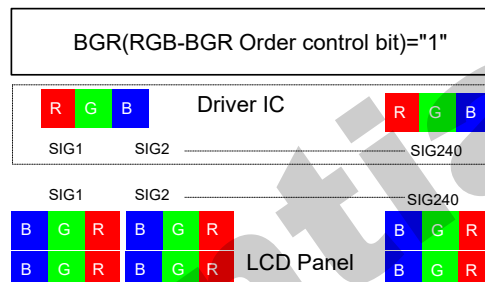 BGR(RGB-BGR Order control bit)="1"
R G B Driver IC R G B
SIG1 SIG2 SIG240
SIG1 SIG2 SIG240
B G R B G R B G R
B G R B G R LCD Panel B G R